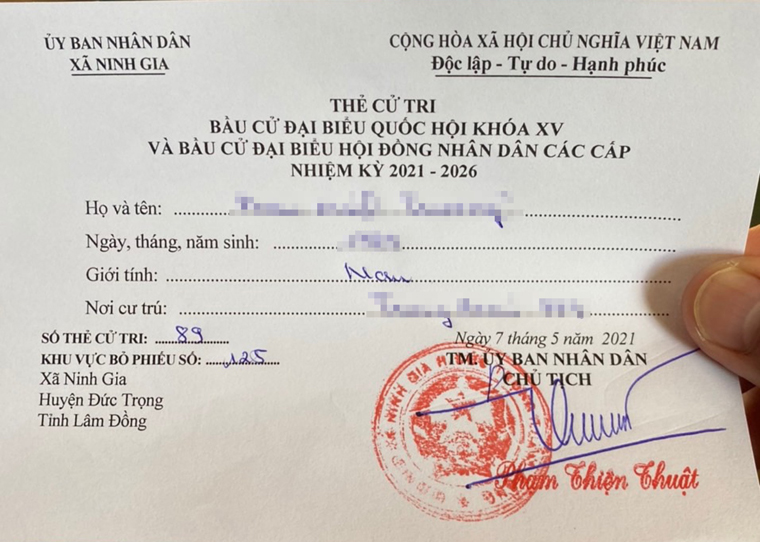 ỦY BAN NHÂN DÂN
XÃ NINH GIA
CỘNG HÒA XÃ HỘI CHỦ NGHĨA VIỆT NAM
Độc lập - Tự do - Hạnh phúc
THẺ CỬ TRI
BẦU CỬ ĐẠI BIỂU QUỐC HỘI KHÓA XV
VÀ BẦU CỬ ĐẠI BIỂU HỘI ĐỒNG NHÂN DÂN CÁC CẤP
NHIỆM KỲ 2021 - 2026
Họ và tên:
Ngày, tháng, năm sinh:
Giới tính: Nam
Nơi cư trú:
SỐ THẺ CỬ TRI: 89
KHU VỰC BỎ PHIẾU SỐ: 125
Xã Ninh Gia
Huyện Đức Trọng
Tỉnh Lâm Đồng
Ngày 7 tháng 5 năm 2021
TM. ỦY BAN NHÂN DÂN
CHỦ TỊCH
Phạm Thiện Thuật